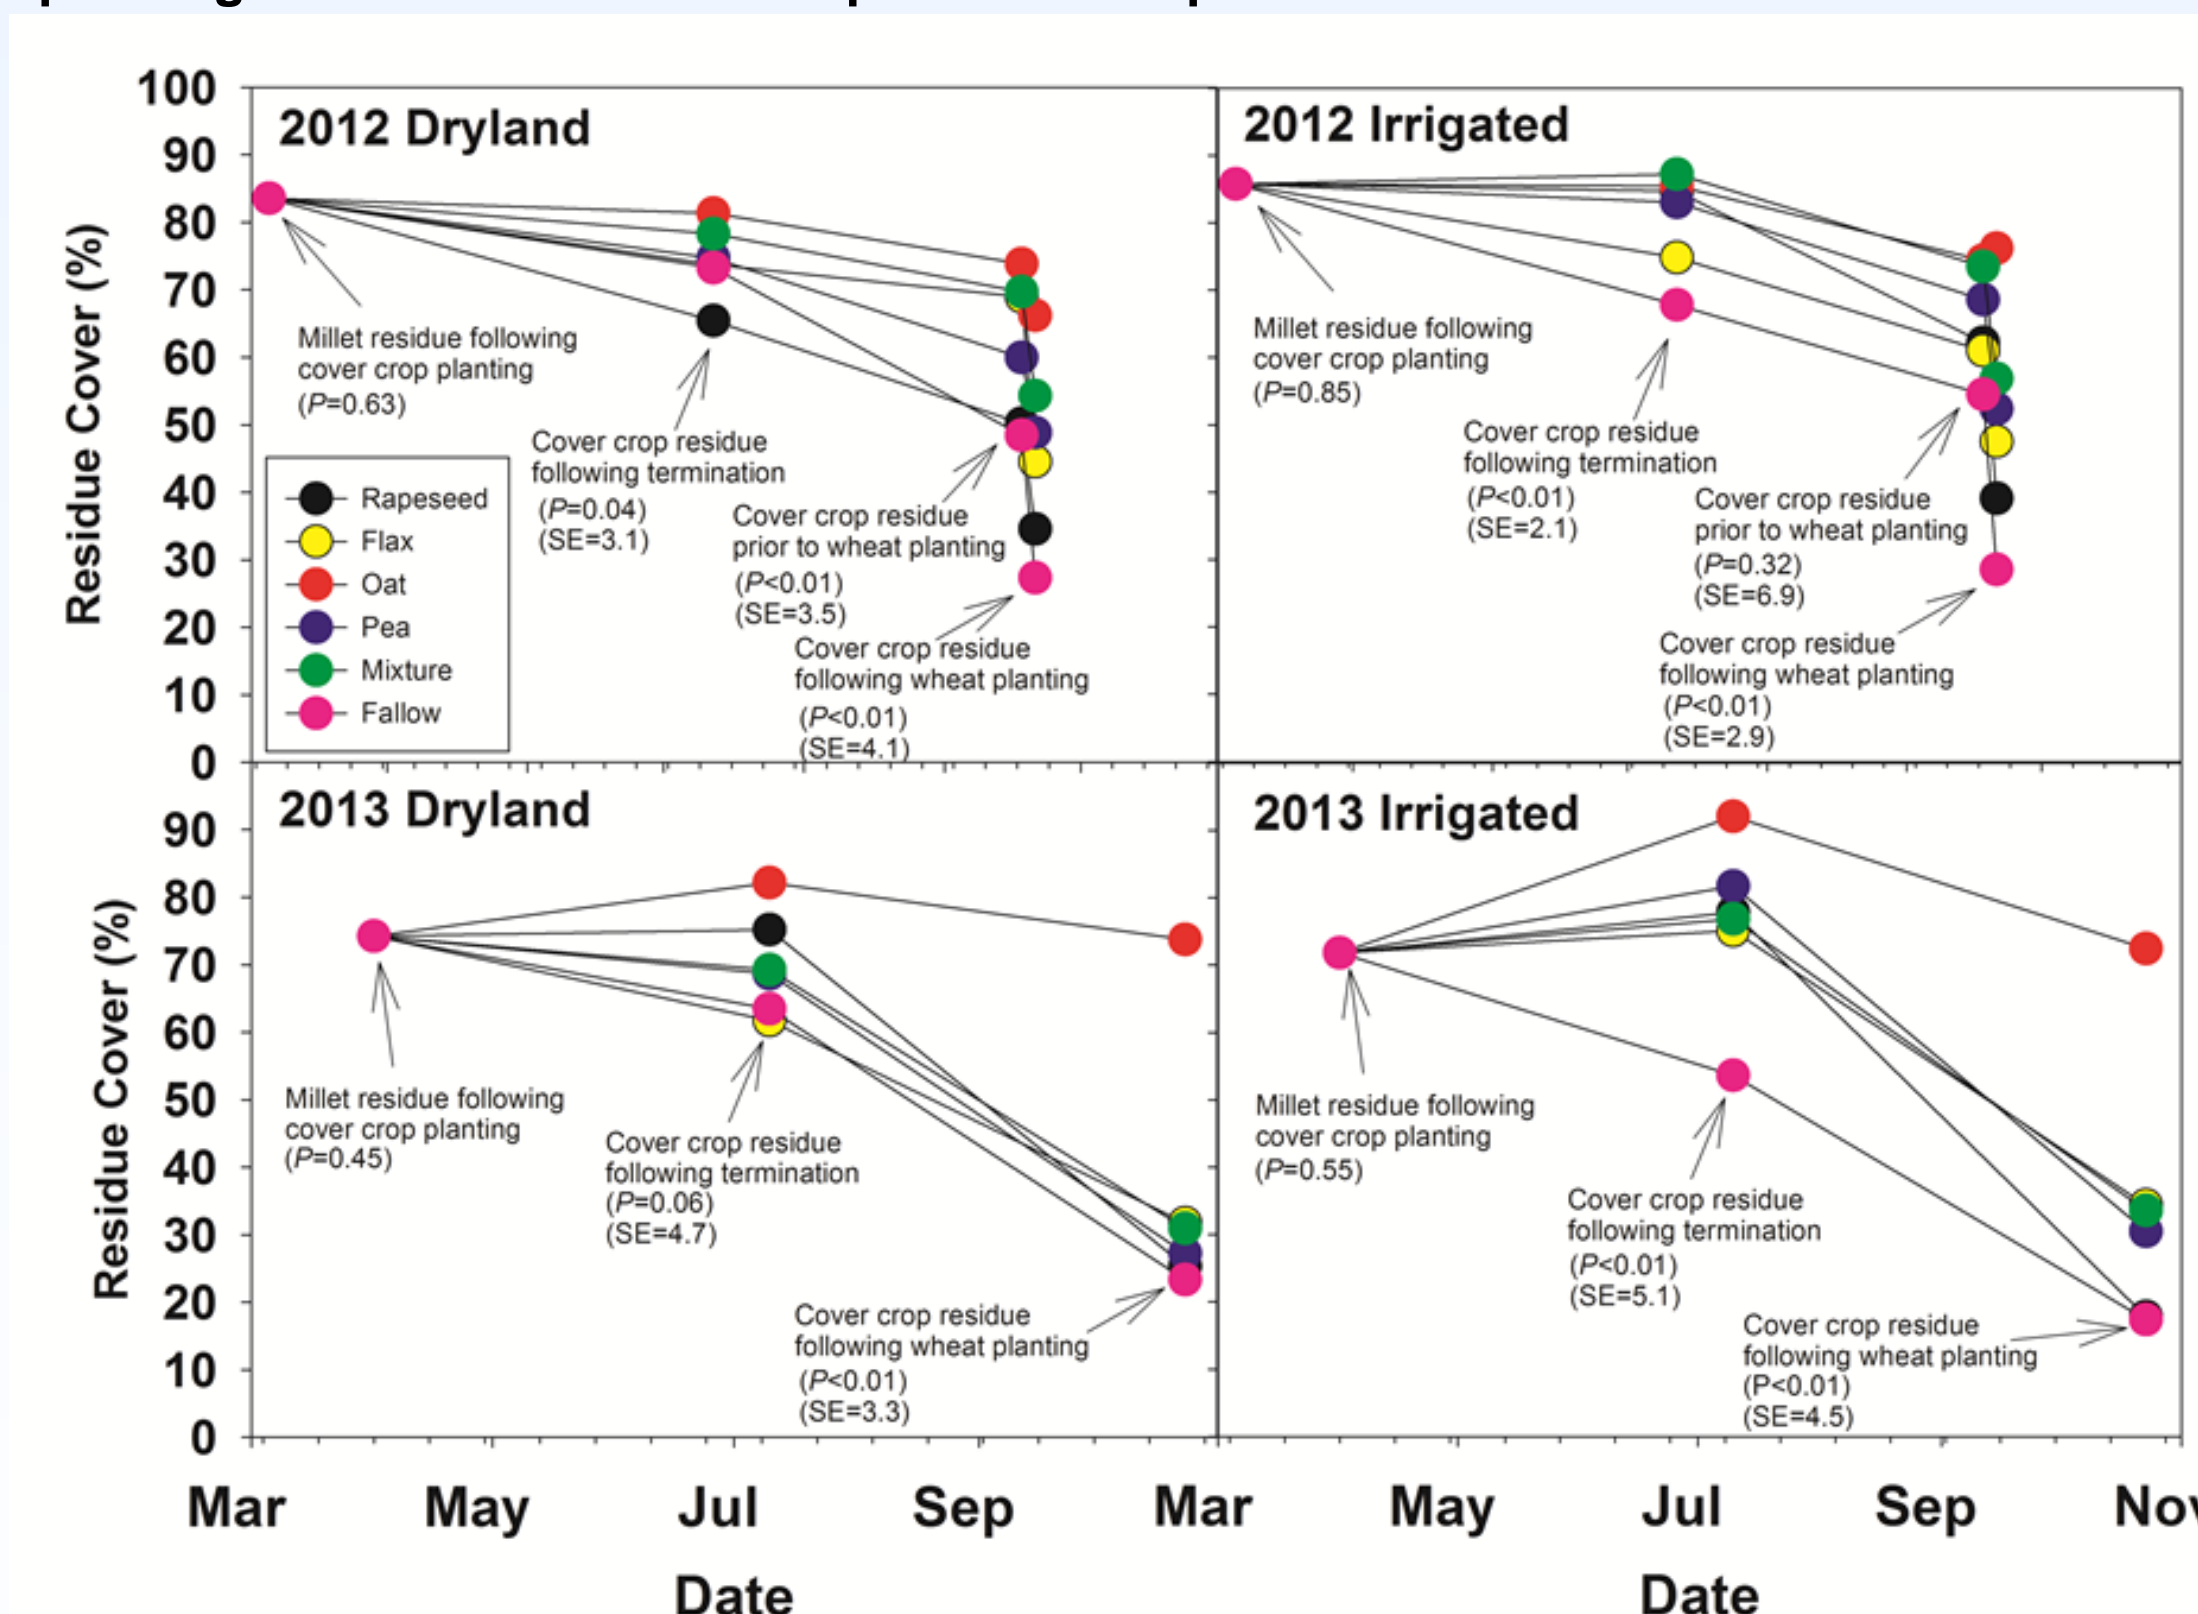 100
90
80
70
60
50
40
30
20
10
0
Residue Cover (%)
2012 Dryland
Millet residue following
cover crop planting
(P=0.63)
Cover crop residue
following termination
(P=0.04)
(SE=3.1)
Cover crop residue
prior to wheat planting
(P<0.01)
(SE=3.5)
Cover crop residue
following wheat planting
(P<0.01)
(SE=4.1)
Rapeseed
Flax
Oat
Pea
Mixture
Fallow
2012 Irrigated
Millet residue following
cover crop planting
(P=0.85)
Cover crop residue
following termination
(P<0.01)
(SE=2.1)
Cover crop residue
prior to wheat planting
(P=0.32)
(SE=6.9)
Cover crop residue
following wheat planting
(P<0.01)
(SE=2.9)
90
80
70
60
50
40
30
20
10
0
Residue Cover (%)
2013 Dryland
Millet residue following
cover crop planting
(P=0.45)
Cover crop residue
following termination
(P=0.06)
(SE=4.7)
Cover crop residue
following wheat planting
(P<0.01)
(SE=3.3)
2013 Irrigated
Millet residue following
cover crop planting
(P=0.55)
Cover crop residue
following termination
(P<0.01)
(SE=5.1)
Cover crop residue
following wheat planting
(P<0.01)
(SE=4.5)
Mar May Jul Sep Mar May Jul Sep Nov
Date Date